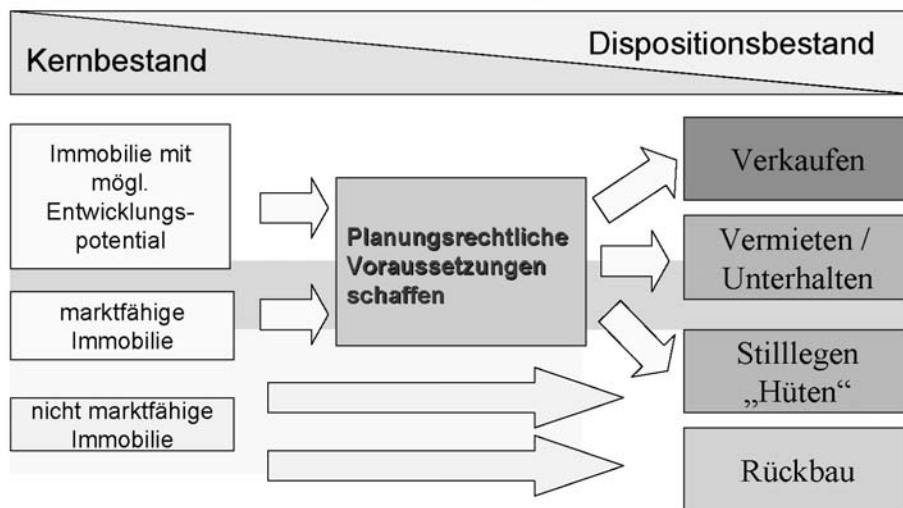 Kernbestand
Dispositionsbestand
Immobilie mit
mögl.
Entwicklungs-
potential
marktfähige
Immobilie
nicht marktfähige
Immobilie
Planungsrechtliche
Voraussetzungen
schaffen
Verkaufen
Vermieten /
Unterhalten
Stilllegen
„Hüten“
Rückbau